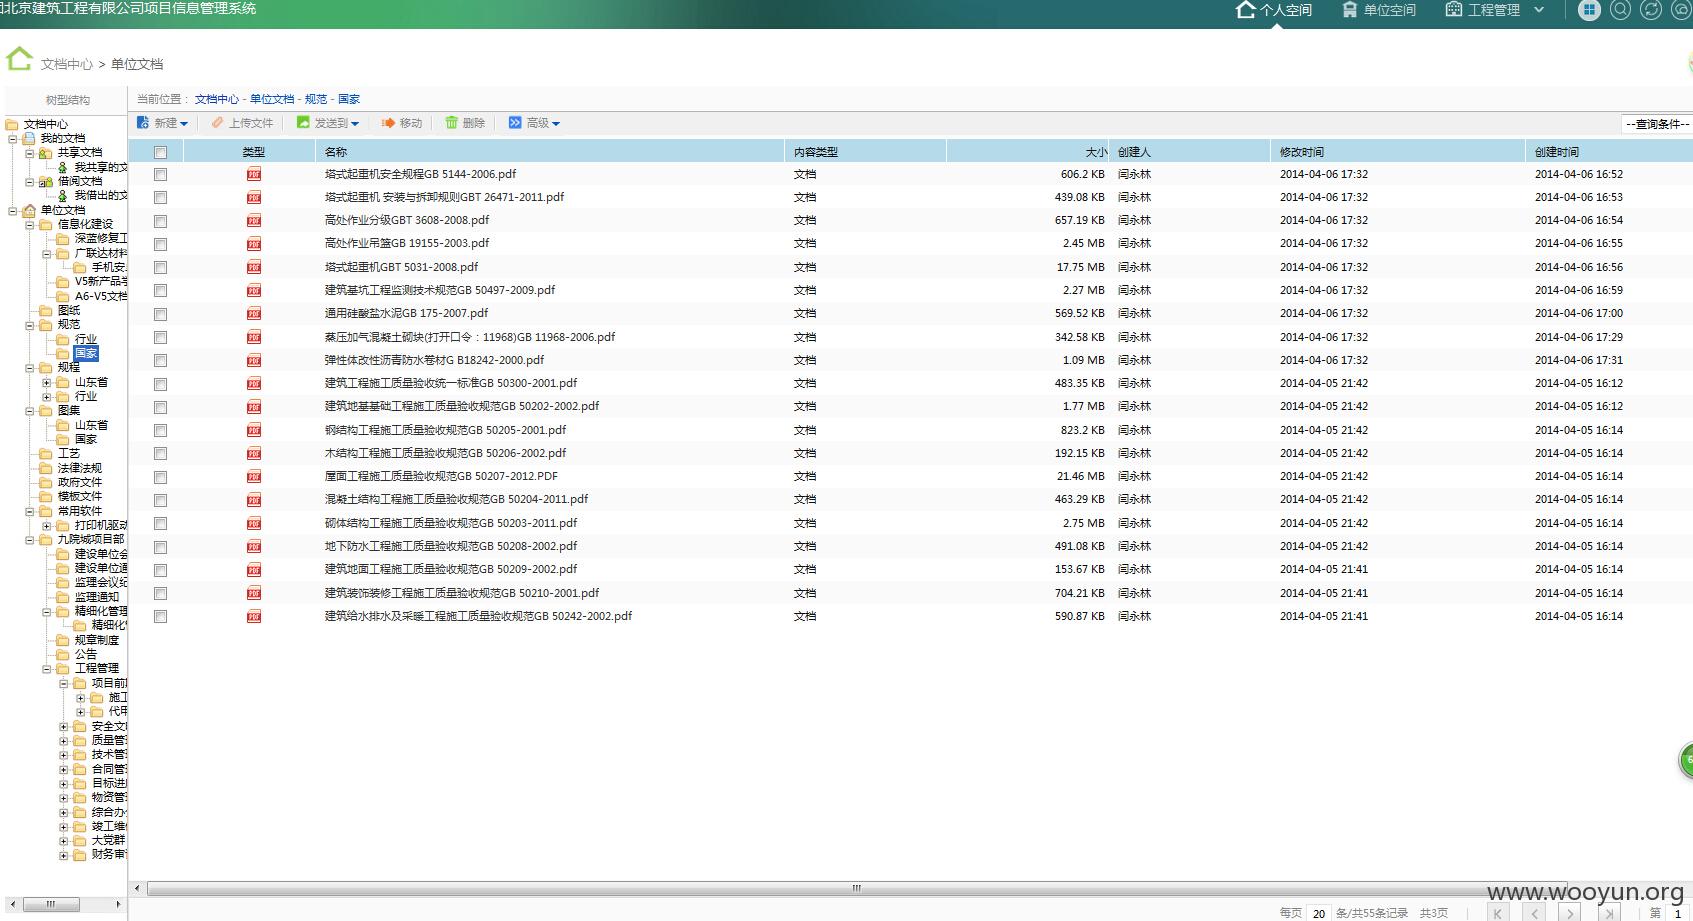 北京建筑工程有限公司项目信息管理系统
个人空间 单位空间 工程管理
文档中心 > 单位文档
树型结构
当前位置： 文档中心 - 单位文档 - 规范 - 国家
新建 上传文件 发送到 移动 删除 高级 --查询条件--
文档中心
我的文档
共享文档
我共享的文
借阅文档
我借出的文
单位文档
信息化建设
深蓝修复工
广联达材料
手机安
V5新产品学
A6-V5文档
图纸
规范
行业
国家
规程
山东省
行业
图集
山东省
国家
工艺
法律法规
政府文件
模板文件
常用软件
打印机驱动
九院城项目部
建设单位会
建设单位通
监理会议纪
监理通知
精细化管理
精细化
规章制度
公告
工程管理
项目前期
施工
代甲
安全文
质量管
技术管
合同管
目标进
物资管
综合办
竣工维
大党群
财务审
类型 名称 内容类型 大小 创建人 修改时间 创建时间
塔式起重机安全规程GB 5144-2006.pdf 文档 606.2 KB 闫永林 2014-04-06 17:32 2014-04-06 16:52
塔式起重机 安装与拆卸规则GBT 26471-2011.pdf 文档 439.08 KB 闫永林 2014-04-06 17:32 2014-04-06 16:53
高处作业分级GBT 3608-2008.pdf 文档 657.19 KB 闫永林 2014-04-06 17:32 2014-04-06 16:54
高处作业吊篮GB 19155-2003.pdf 文档 2.45 MB 闫永林 2014-04-06 17:32 2014-04-06 16:55
塔式起重机GBT 5031-2008.pdf 文档 17.75 MB 闫永林 2014-04-06 17:32 2014-04-06 16:56
建筑基坑工程监测技术规范GB 50497-2009.pdf 文档 2.27 MB 闫永林 2014-04-06 17:32 2014-04-06 16:59
通用硅酸盐水泥GB 175-2007.pdf 文档 569.52 KB 闫永林 2014-04-06 17:32 2014-04-06 17:00
蒸压加气混凝土砌块(打开口令：11968)GB 11968-2006.pdf 文档 342.58 KB 闫永林 2014-04-06 17:32 2014-04-06 17:29
弹性体改性沥青防水卷材G B18242-2000.pdf 文档 1.09 MB 闫永林 2014-04-06 17:32 2014-04-06 17:31
建筑工程施工质量验收统一标准GB 50300-2001.pdf 文档 483.35 KB 闫永林 2014-04-05 21:42 2014-04-05 16:12
建筑地基基础工程施工质量验收规范GB 50202-2002.pdf 文档 1.77 MB 闫永林 2014-04-05 21:42 2014-04-05 16:12
钢结构工程施工质量验收规范GB 50205-2001.pdf 文档 823.2 KB 闫永林 2014-04-05 21:42 2014-04-05 16:14
木结构工程施工质量验收规范GB 50206-2002.pdf 文档 192.15 KB 闫永林 2014-04-05 21:42 2014-04-05 16:14
屋面工程施工质量验收规范GB 50207-2012.PDF 文档 21.46 MB 闫永林 2014-04-05 21:42 2014-04-05 16:14
混凝土结构工程施工质量验收规范GB 50204-2011.pdf 文档 463.29 KB 闫永林 2014-04-05 21:42 2014-04-05 16:14
砌体结构工程施工质量验收规范GB 50203-2011.pdf 文档 2.75 MB 闫永林 2014-04-05 21:42 2014-04-05 16:14
地下防水工程施工质量验收规范GB 50208-2002.pdf 文档 491.08 KB 闫永林 2014-04-05 21:42 2014-04-05 16:14
建筑地面工程施工质量验收规范GB 50209-2002.pdf 文档 153.67 KB 闫永林 2014-04-05 21:41 2014-04-05 16:14
建筑装饰装修工程施工质量验收规范GB 50210-2001.pdf 文档 704.21 KB 闫永林 2014-04-05 21:41 2014-04-05 16:14
建筑给水排水及采暖工程施工质量验收规范GB 50242-2002.pdf 文档 590.87 KB 闫永林 2014-04-05 21:41 2014-04-05 16:14
www.wooyun.org
每页 20 条/共55条记录 共3页 第 1